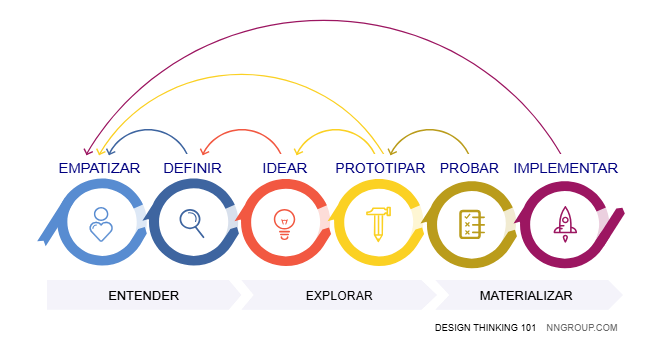 EMPATIZAR DEFINIR IDEAR PROTOTIPAR PROBAR IMPLEMENTAR
ENTENDER EXPLORAR MATERIALIZAR
DESIGN THINKING 101 NNGROUP.COM